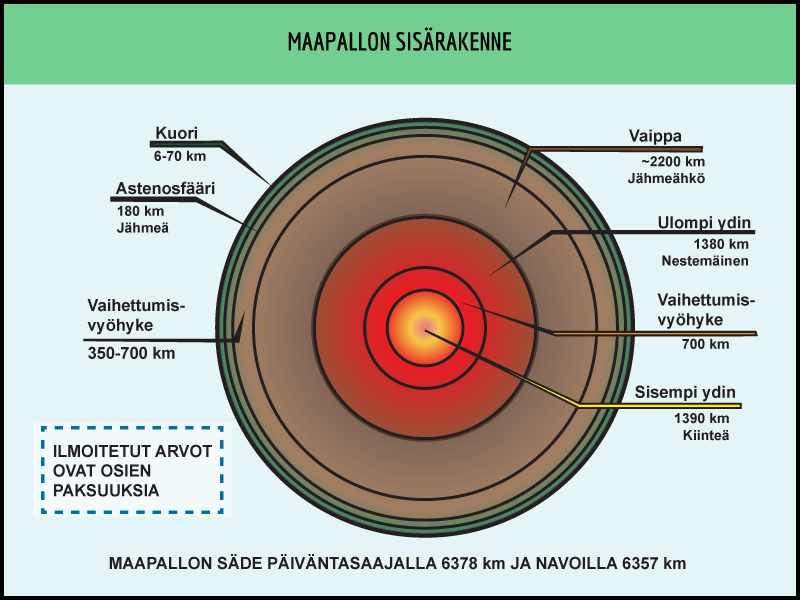 MAAPALLON SISÄRAKENNE
Kuori
6-70 km
Astenosfääri
180 km
Jähmeä
Vaihettumis-
vyöhyke
350-700 km
Vaippa
~2200 km
Jähmeähkö
Ulompi ydin
1380 km
Nestemäinen
Vaihettumis-
vyöhyke
700 km
Sisempi ydin
1390 km
Kiinteä
ILMOITETUT ARVOT
OVAT OSIEN
PAKSUUKSIA
MAAPALLON SÄDE PÄIVÄNTASAAJALLA 6378 km JA NAVOILLA 6357 km